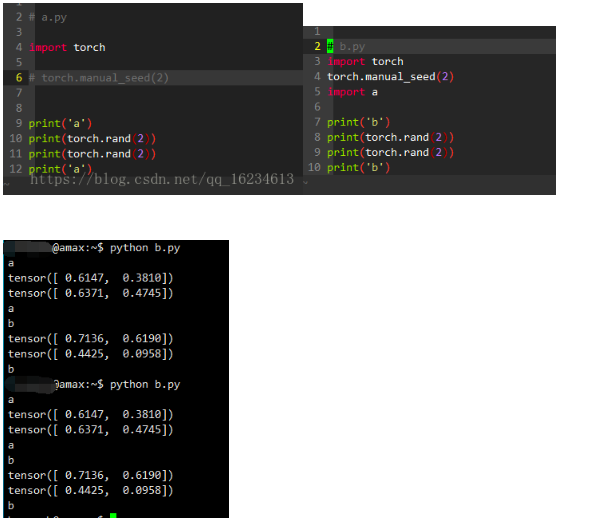 1
2 # a.py
3
4 import torch
5
6 # torch.manual_seed(2)
7
8
9 print('a')
10 print(torch.rand(2))
11 print(torch.rand(2))
12 print('a')
~
https://blog.csdn.net/qq_16234613
1
2 # b.py
3 import torch
4 torch.manual_seed(2)
5 import a
6
7 print('b')
8 print(torch.rand(2))
9 print(torch.rand(2))
10 print('b')
~
@amax:~$ python b.py
a
tensor([ 0.6147,  0.3810])
tensor([ 0.6371,  0.4745])
a
b
tensor([ 0.7136,  0.6190])
tensor([ 0.4425,  0.0958])
b
@amax:~$ python b.py
a
tensor([ 0.6147,  0.3810])
tensor([ 0.6371,  0.4745])
a
b
tensor([ 0.7136,  0.6190])
tensor([ 0.4425,  0.0958])
b